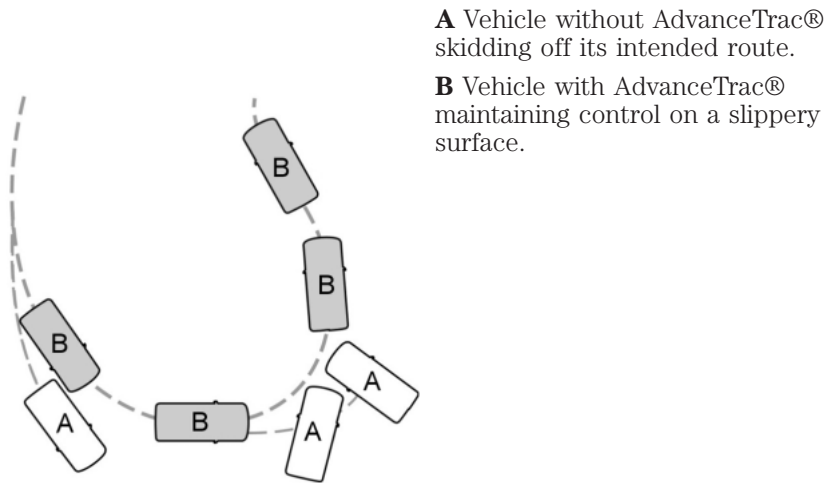 A Vehicle without AdvanceTrac®
skidding off its intended route.
B Vehicle with AdvanceTrac®
maintaining control on a slippery
surface.
B
B
B
A
B
A
A